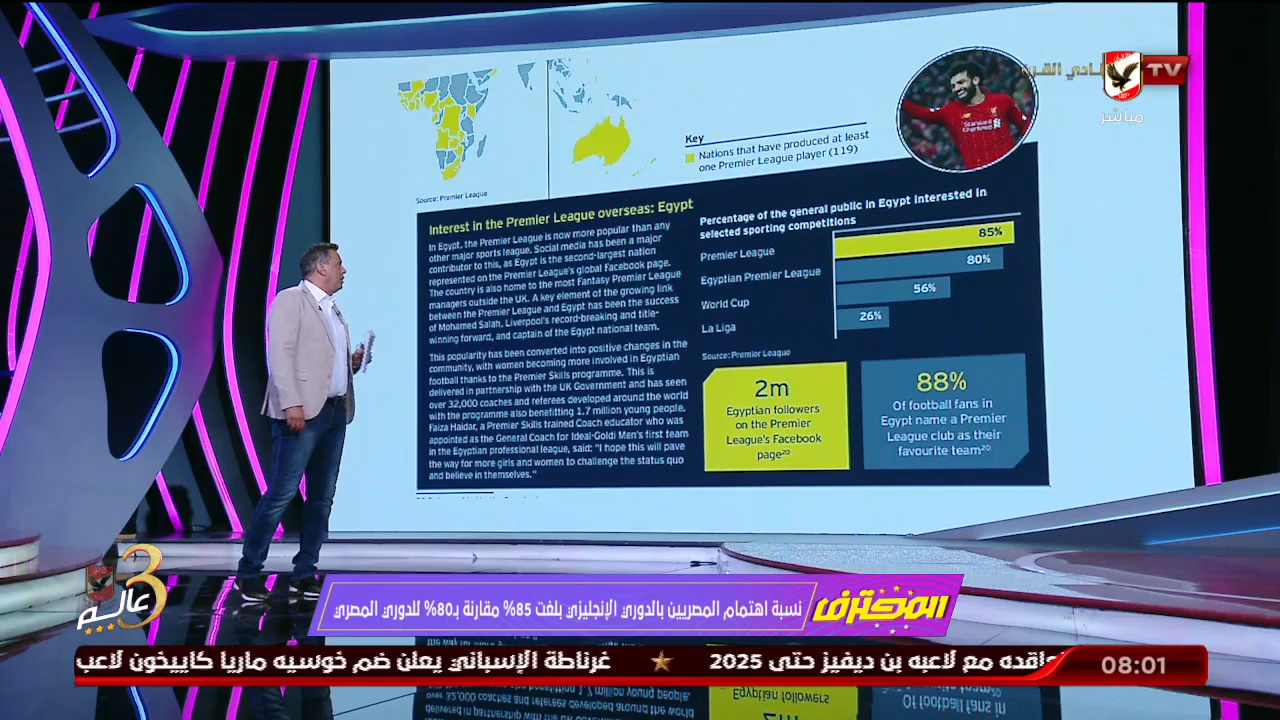 نادي القرن
TV
مباشر
Key
Nations that have produced at least
one Premier League player (119)
Source: Premier League
Interest in the Premier League overseas: Egypt
In Egypt, the Premier League is now more popular than any
other major sports league. Social media has been a major
contributor to this, as Egypt is the second-largest nation
represented on the Premier League's global Facebook page.
The country is also home to the most Fantasy Premier League
managers outside the UK. A key element of the growing link
between the Premier League and Egypt has been the success
of Mohamed Salah, Liverpool's record-breaking and title-
winning forward, and captain of the Egypt national team.
This popularity has been converted into positive changes in the
community, with women becoming more involved in Egyptian
football thanks to the Premier Skills programme. This is
delivered in partnership with the UK Government and has seen
over 32,000 coaches and referees developed around the world
with the programme also benefitting 1.7 million young people.
Faiza Haidar, a Premier Skills trained Coach educator who was
appointed as the General Coach for Ideal-Goldi Men's first team
in the Egyptian professional league, said: "I hope this will pave
the way for more girls and women to challenge the status quo
and believe in themselves."
Percentage of the general public in Egypt interested in
selected sporting competitions
Premier League 85%
Egyptian Premier League 80%
World Cup 56%
La Liga 26%
Source: Premier League
2m
Egyptian followers
on the Premier
League's Facebook
page20
88%
Of football fans in
Egypt name a Premier
League club as their
favourite team20
Standard
Chartered
3
عالم
المحترف
نسبة اهتمام المصريين بالدوري الإنجليزي بلغت 85% مقارنة بـ80% للدوري المصري
08:01
تعاقده مع لاعبه بن ديفيز حتى 2025 ★ غرناطة الإسباني يعلن ضم خوسيه ماريا كاييخون لاعب